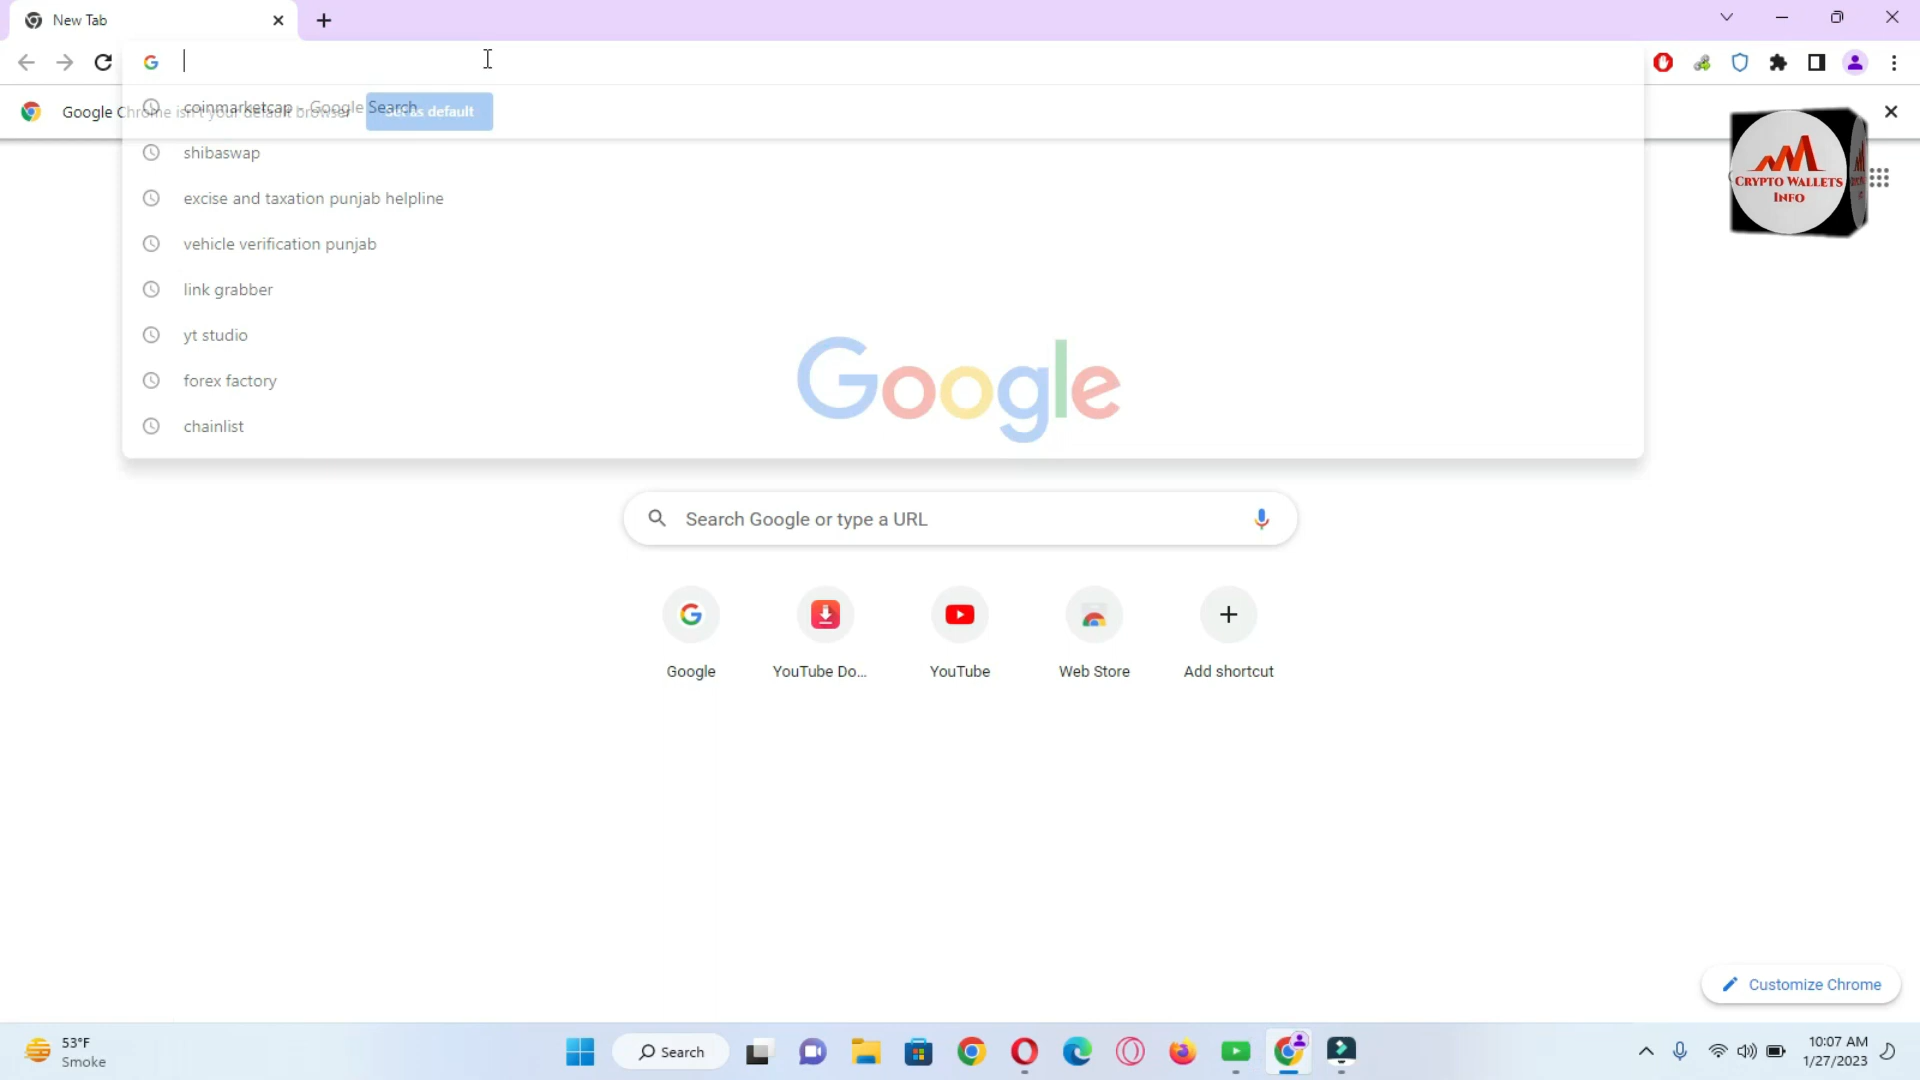 New Tab
coinmarketcap - Google Search
Google Chrome isn't your default browser
Set as default
shibaswap
excise and taxation punjab helpline
vehicle verification punjab
link grabber
yt studio
forex factory
chainlist
CRYPTO WALLETS
INFO
Google
Search Google or type a URL
Google
YouTube Do...
YouTube
Web Store
Add shortcut
Customize Chrome
53°F
Smoke
Search
10:07 AM
1/27/2023